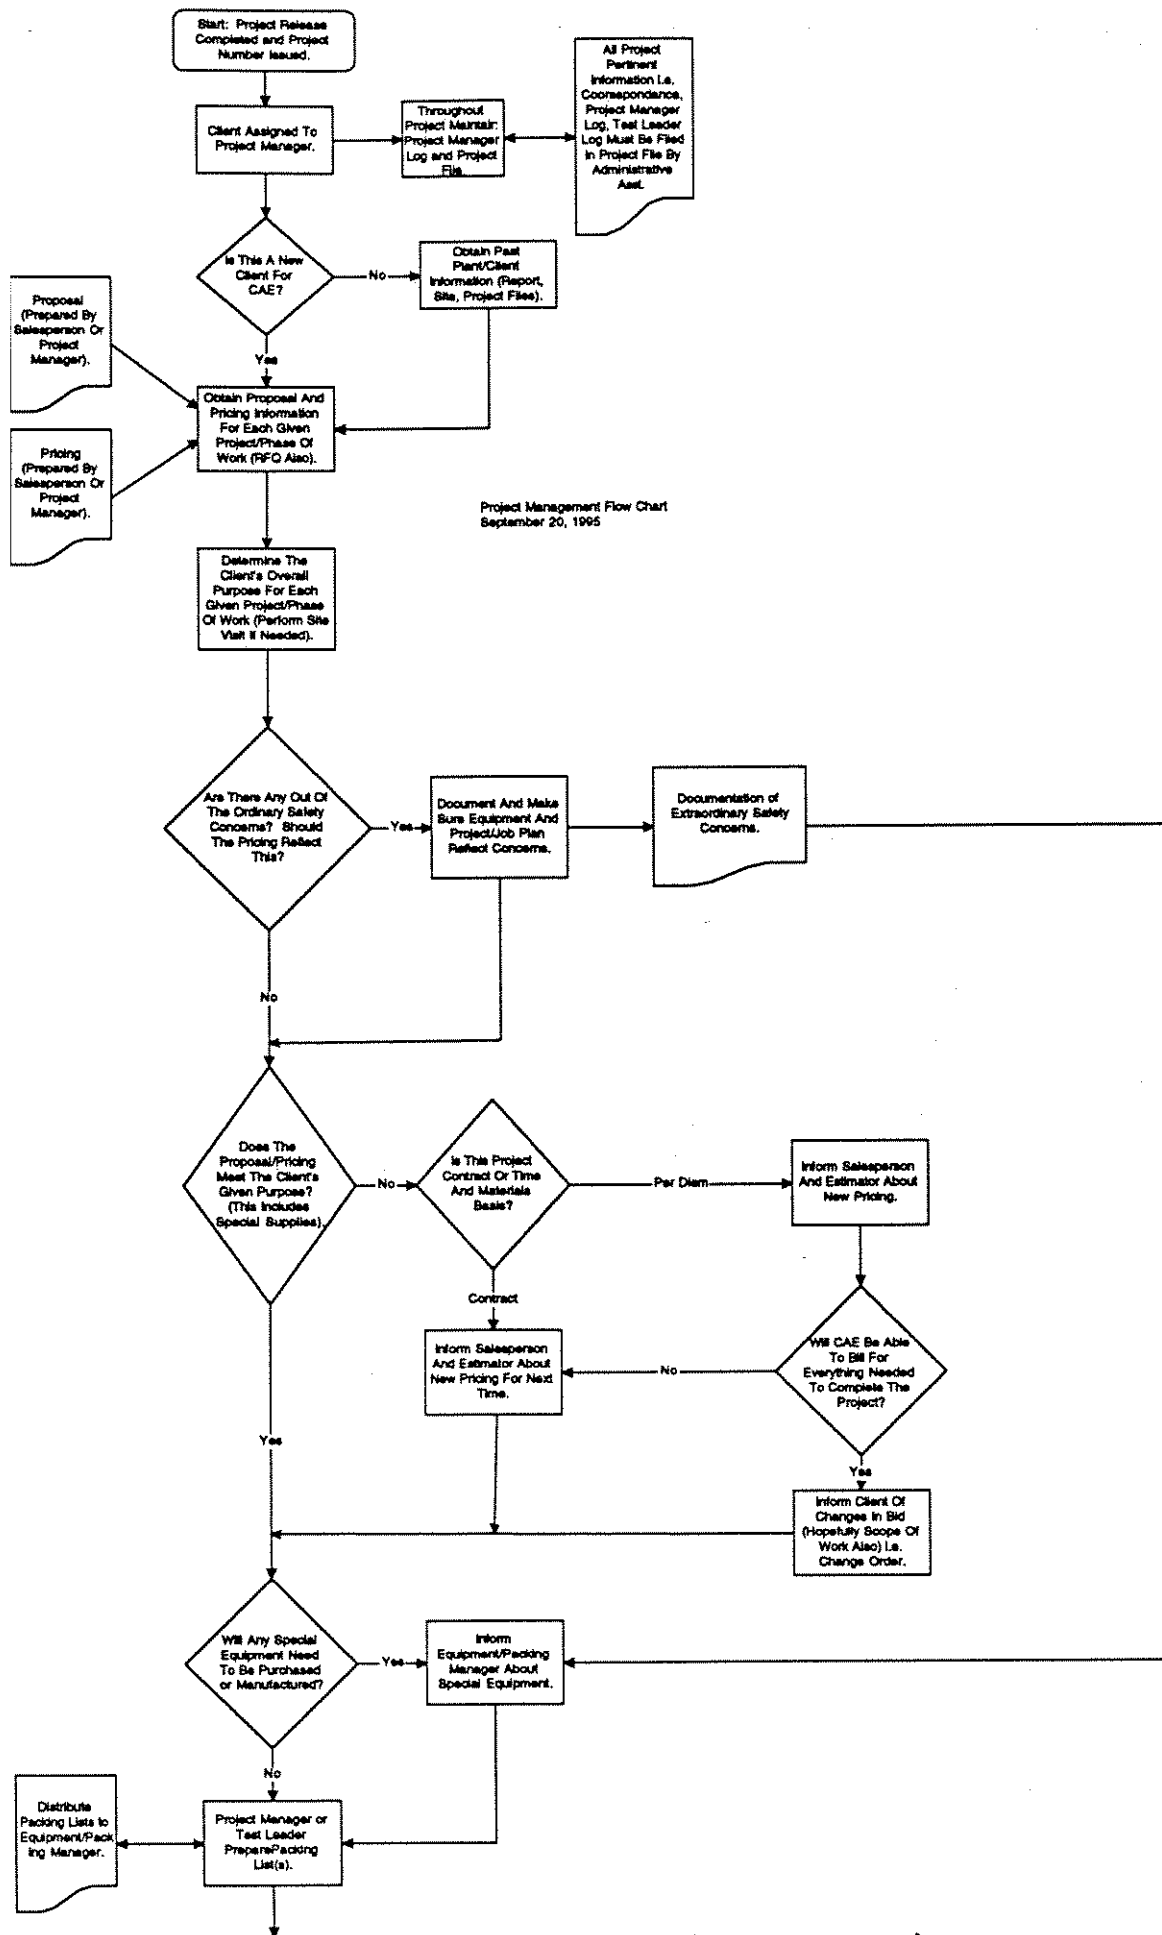 Start: Project Release
Completed and Project
Number Issued.
All Project
Pertinent
Information i.e.
Coorespondance,
Project Manager
Log, Test Leader
Log Must Be Filed
In Project File By
Administrative
Asst.
Throughout
Project Maintain:
Project Manager
Log and Project
File.
Client Assigned To
Project Manager.
Is This A New
Client For
CAE?
No
Obtain Past
Plant/Client
Information (Report,
Site, Project Files).
Proposal
(Prepared By
Salesperson Or
Project
Manager).
Yes
Obtain Proposal And
Pricing Information
For Each Given
Project/Phase Of
Work (RFQ Also).
Pricing
(Prepared By
Salesperson Or
Project
Manager).
Project Management Flow Chart
September 20, 1995
Determine The
Client's Overall
Purpose For Each
Given Project/Phase
Of Work (Perform Site
Visit If Needed).
Are There Any Out Of
The Ordinary Safety
Concerns? Should
The Pricing Reflect
This?
Yes
Document And Make
Sure Equipment And
Project/Job Plan
Reflect Concerns.
Documentation of
Extraordinary Safety
Concerns.
No
Does The
Proposal/Pricing
Meet The Client's
Given Purpose?
(This Includes
Special Supplies).
No
Is This Project
Contract Or Time
And Materials
Basis?
Per Diem
Inform Salesperson
And Estimator About
New Pricing.
Contract
Inform Salesperson
And Estimator About
New Pricing For Next
Time.
No
Will CAE Be Able
To Bill For
Everything Needed
To Complete The
Project?
Yes
Yes
Inform Client Of
Changes In Bid
(Hopefully Scope Of
Work Also) i.e.
Change Order.
Will Any Special
Equipment Need
To Be Purchased
or Manufactured?
Yes
Inform
Equipment/Packing
Manager About
Special Equipment.
No
Distribute
Packing Lists to
Equipment/Pack
ing Manager.
Project Manager or
Test Leader
PreparePacking
List(s).